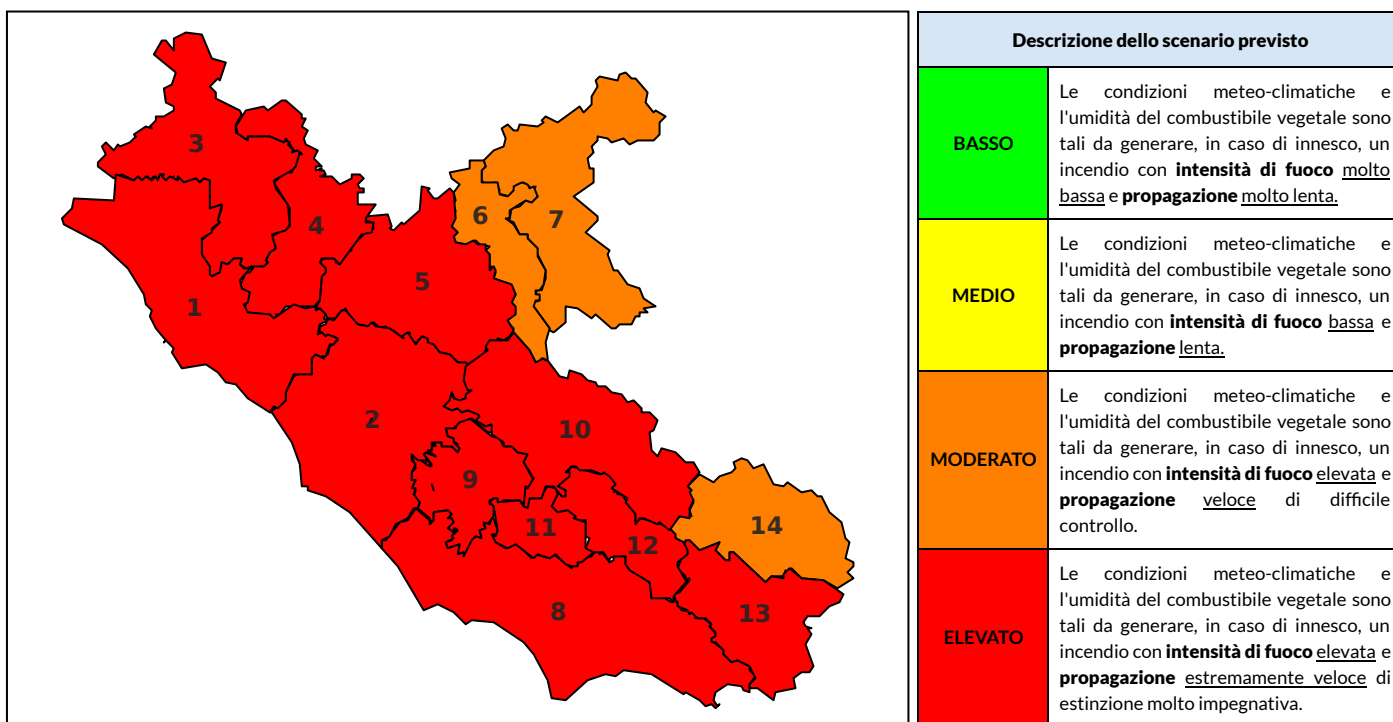 3
4
6
7
5
1
2
10
9
11
12
14
8
13
Descrizione dello scenario previsto
BASSO
Le condizioni meteo-climatiche e
l'umidità del combustibile vegetale sono
tali da generare, in caso di innesco, un
incendio con intensità di fuoco molto
bassa e propagazione molto lenta.
MEDIO
Le condizioni meteo-climatiche e
l'umidità del combustibile vegetale sono
tali da generare, in caso di innesco, un
incendio con intensità di fuoco bassa e
propagazione lenta.
MODERATO
Le condizioni meteo-climatiche e
l'umidità del combustibile vegetale sono
tali da generare, in caso di innesco, un
incendio con intensità di fuoco elevata e
propagazione veloce di difficile
controllo.
ELEVATO
Le condizioni meteo-climatiche e
l'umidità del combustibile vegetale sono
tali da generare, in caso di innesco, un
incendio con intensità di fuoco elevata e
propagazione estremamente veloce di
estinzione molto impegnativa.